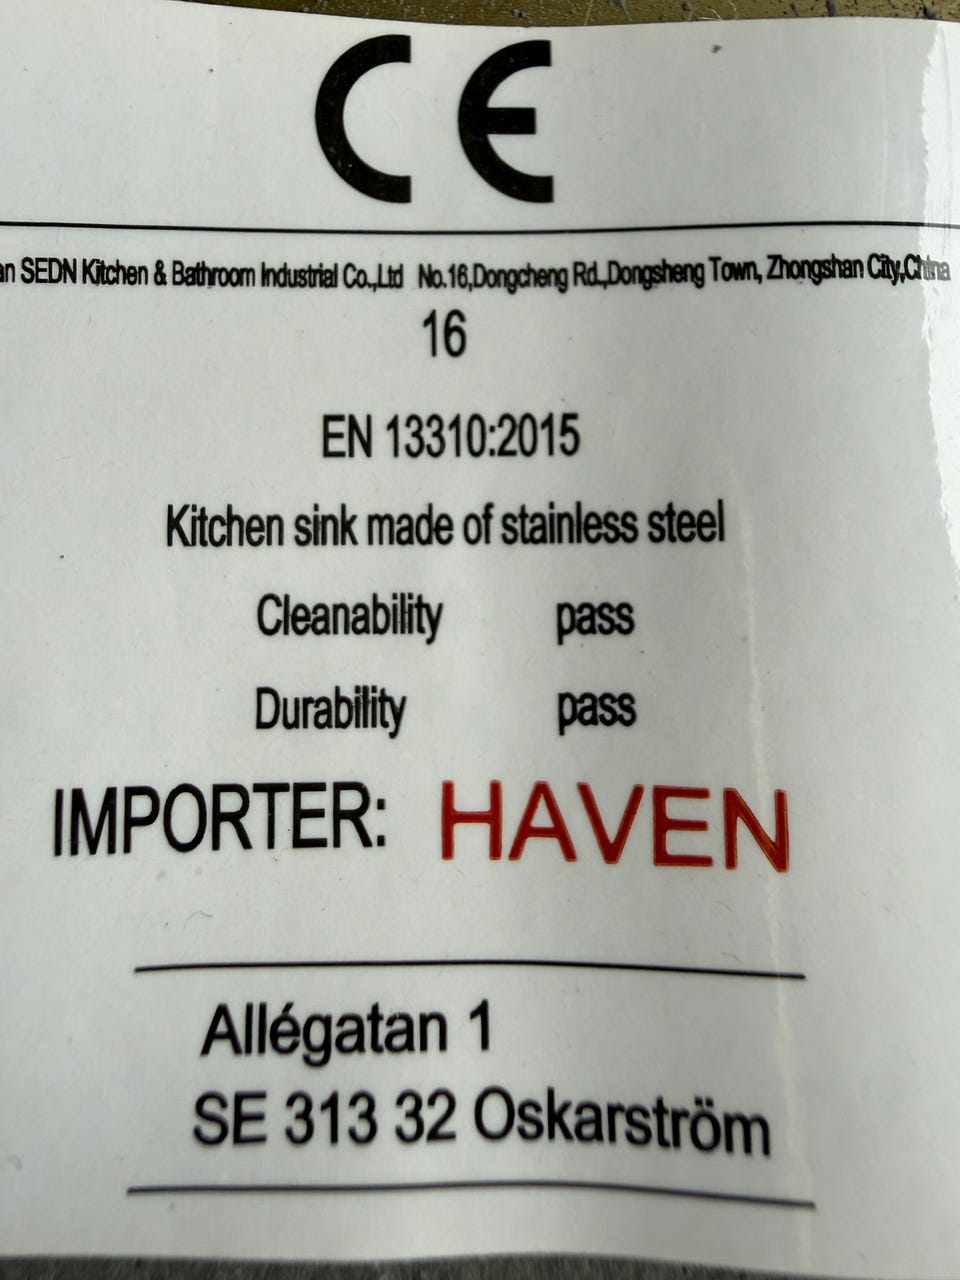 CE
SEDN Kitchen & Bathroom Industrial Co.,Ltd No.16,Dongcheng Rd.,Dongsheng Town, Zhongshan City,China
16
EN 13310:2015
Kitchen sink made of stainless steel
Cleanability pass
Durability pass
IMPORTER: HAVEN
Allégatan 1
SE 313 32 Oskarström